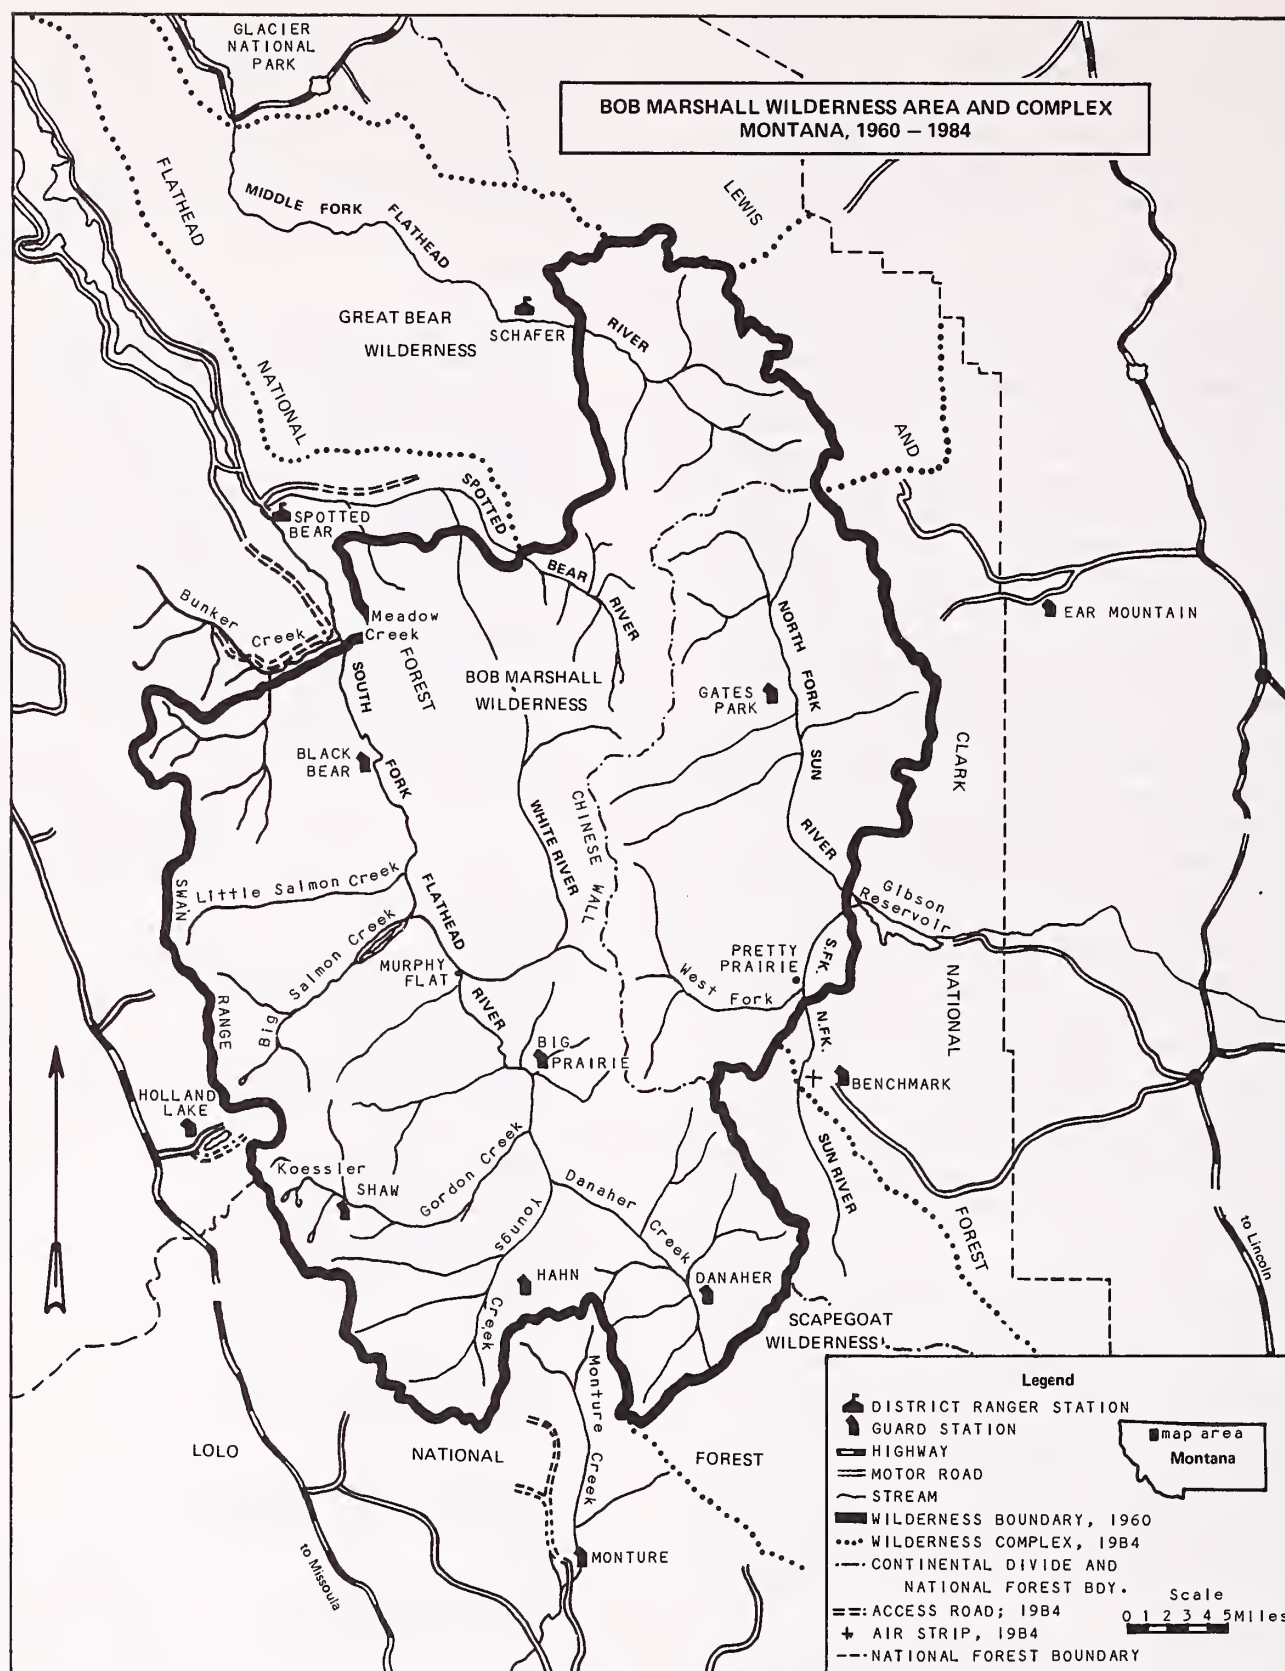 GLACIER
NATIONAL
PARK
BOB MARSHALL WILDERNESS AREA AND COMPLEX
MONTANA, 1960 – 1984
FLATHEAD
MIDDLE FORK FLATHEAD
LEWIS
GREAT BEAR
WILDERNESS
SCHAFER
RIVER
NATIONAL
AND
SPOTTED
BEAR
SPOTTED
BEAR
RIVER
Bunker
Creek
Meadow
Creek
FOREST
EAR MOUNTAIN
NORTH
FORK
SUN
RIVER
BOB MARSHALL
WILDERNESS
GATES
PARK
SOUTH
FORK
BLACK
BEAR
CLARK
CHINESE WALL
WHITE RIVER
SWAN
Little Salmon Creek
FLATHEAD
Gibson
Reservoir
Big Salmon Creek
MURPHY
FLAT
RIVER
PRETTY
PRAIRIE
S.FK.
West Fork
NATIONAL
RANGE
N.FK.
BIG
PRAIRIE
BENCHMARK
HOLLAND
LAKE
SUN RIVER
Koessler
SHAW
Gordon Creek
Danaher
Creek
Youngs
Creek
FOREST
to Lincoln
HAHN
DANAHER
SCAPEGOAT
WILDERNESS
Monture
Creek
LOLO
NATIONAL
FOREST
MONTURE
to Missoula
Legend
DISTRICT RANGER STATION
GUARD STATION
HIGHWAY
MOTOR ROAD
STREAM
WILDERNESS BOUNDARY, 1960
WILDERNESS COMPLEX, 19B4
CONTINENTAL DIVIDE AND
NATIONAL FOREST BDY.
ACCESS ROAD; 19B4
AIR STRIP, 19B4
NATIONAL FOREST BOUNDARY
map area
Montana
Scale
0 1 2 3 4 5 Miles